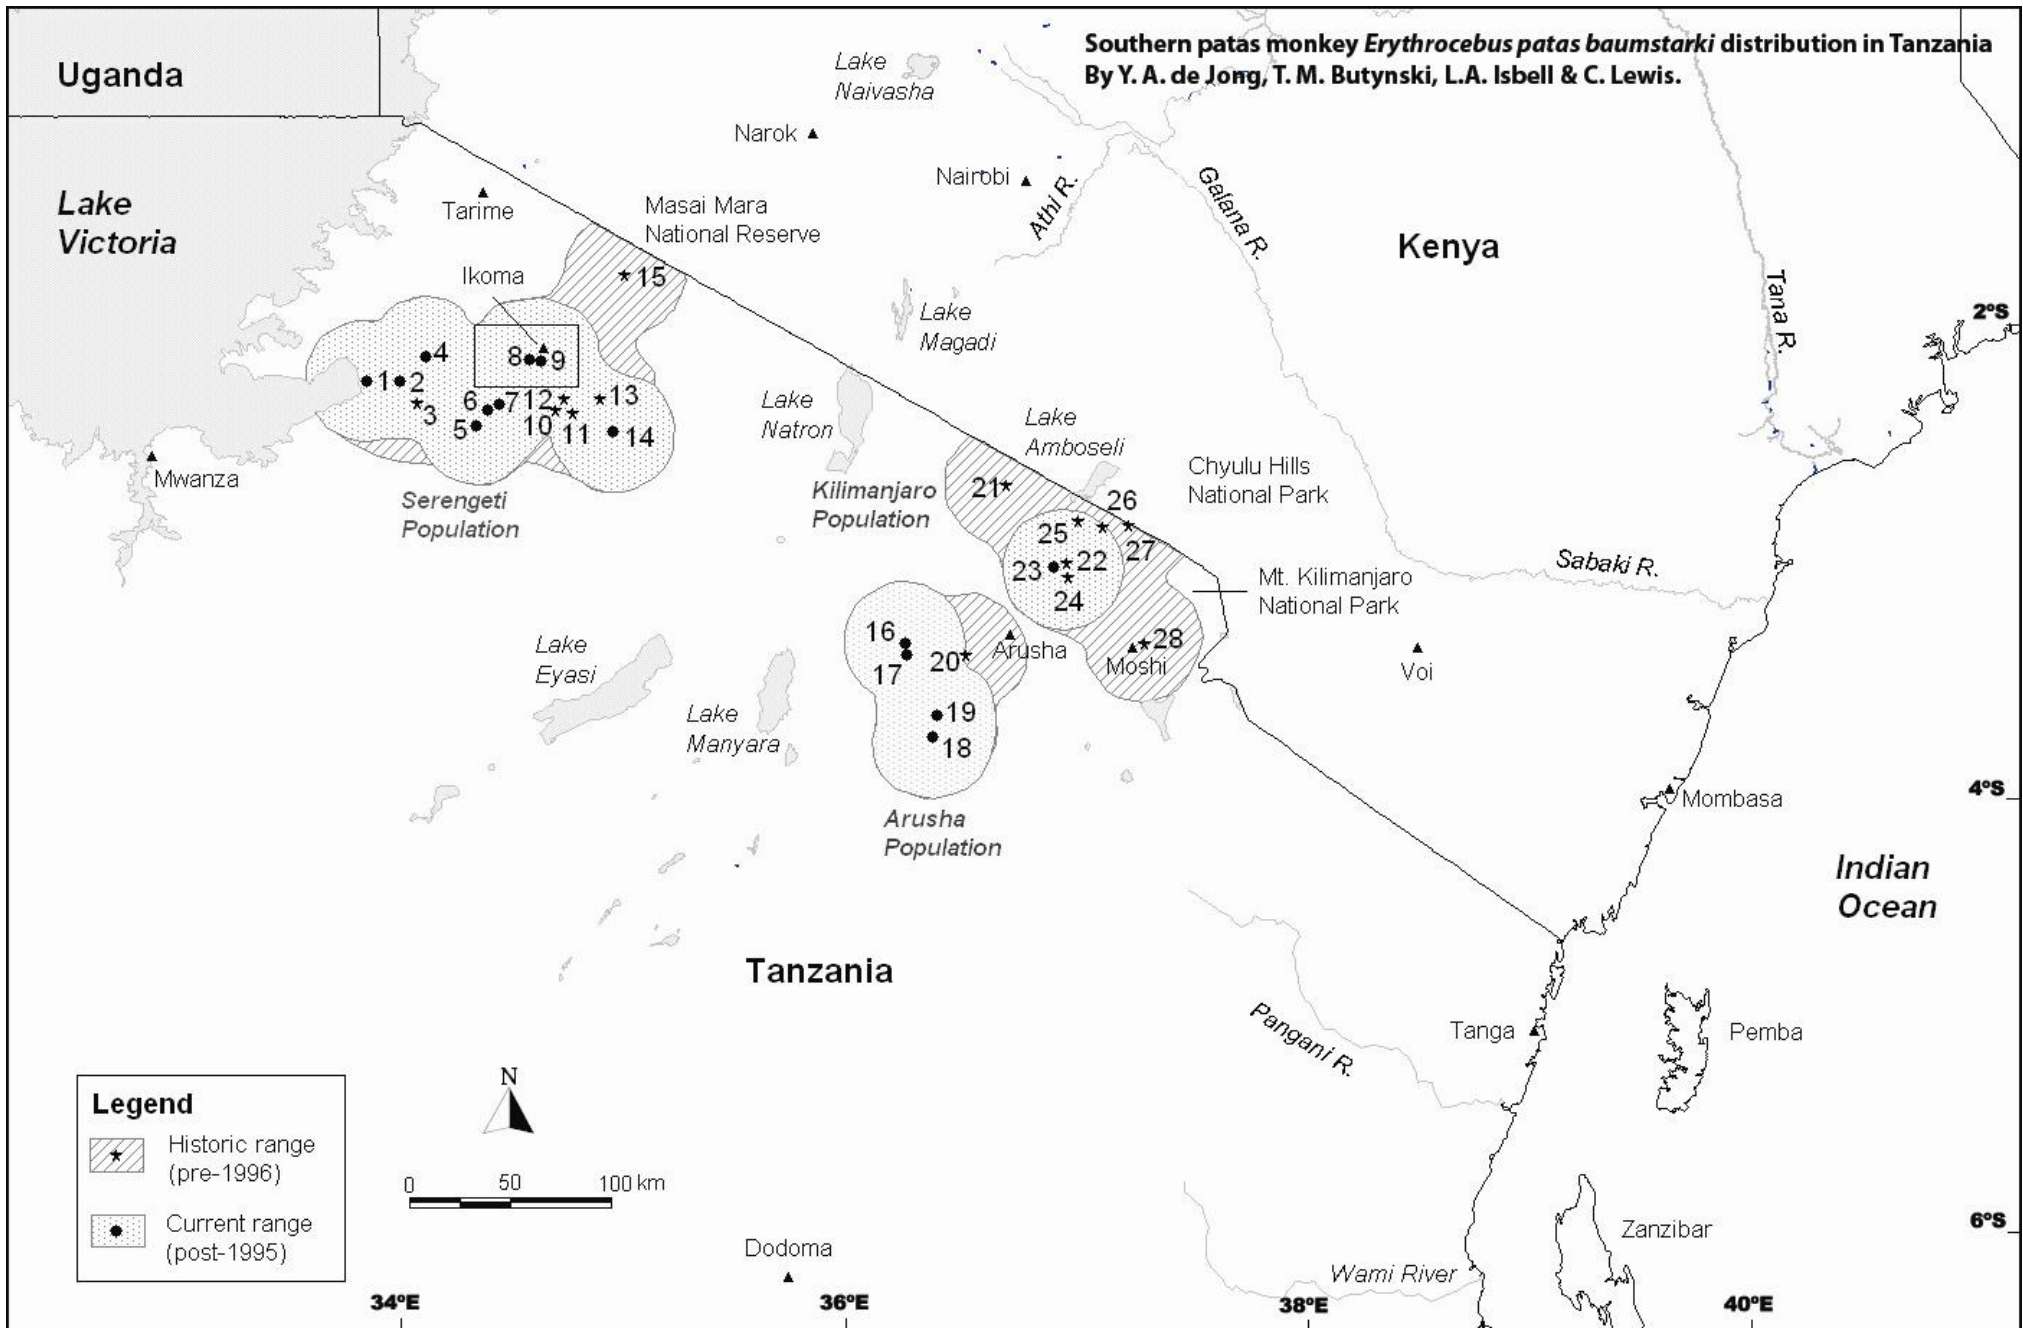 Southern patas monkey Erythrocebus patas baumstarki distribution in Tanzania
By Y. A. de Jong, T. M. Butynski, L.A. Isbell & C. Lewis.
Uganda
Lake
Victoria
Lake
Naivasha
Narok
Nairobi
Athi R.
Galana R.
Kenya
Tana R.
2°S
Tarime
Masai Mara
National Reserve
Ikoma
15
Lake
Magadi
4
8
9
1
2
3
6
7
5
12
10
11
13
14
Mwanza
Serengeti
Population
Lake
Natron
Kilimanjaro
Population
Lake
Amboseli
Chyulu Hills
National Park
21
26
25
27
22
23
24
Mt. Kilimanjaro
National Park
Sabaki R.
28
Moshi
Voi
16
17
20
Arusha
19
18
Arusha
Population
Lake
Eyasi
Lake
Manyara
4°S
Mombasa
Indian
Ocean
Tanzania
Pangani R.
Tanga
Pemba
Legend
Historic range
(pre-1996)
Current range
(post-1995)
N
0
50
100 km
Dodoma
Wami River
Zanzibar
6°S
34°E
36°E
38°E
40°E